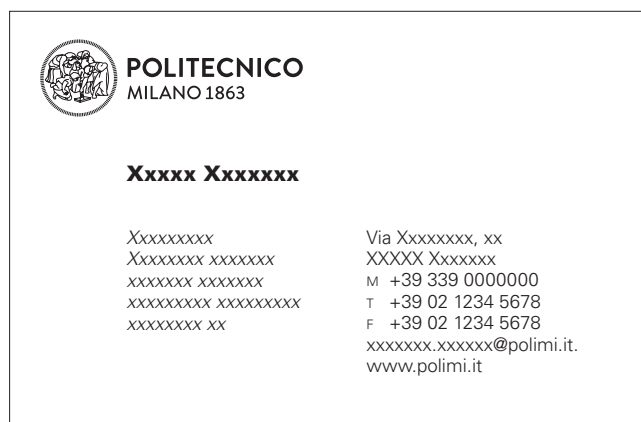 POLITECNICO
MILANO 1863
Xxxxx Xxxxxxx
Xxxxxxxxx
Xxxxxxxx xxxxxxx
xxxxxxx xxxxxxx
xxxxxxxxx xxxxxxxxx
xxxxxxxx xx
Via Xxxxxxxx, xx
XXXXX Xxxxxxx
M +39 339 0000000
T +39 02 1234 5678
F +39 02 1234 5678
xxxxxxx.xxxxxx@polimi.it.
www.polimi.it